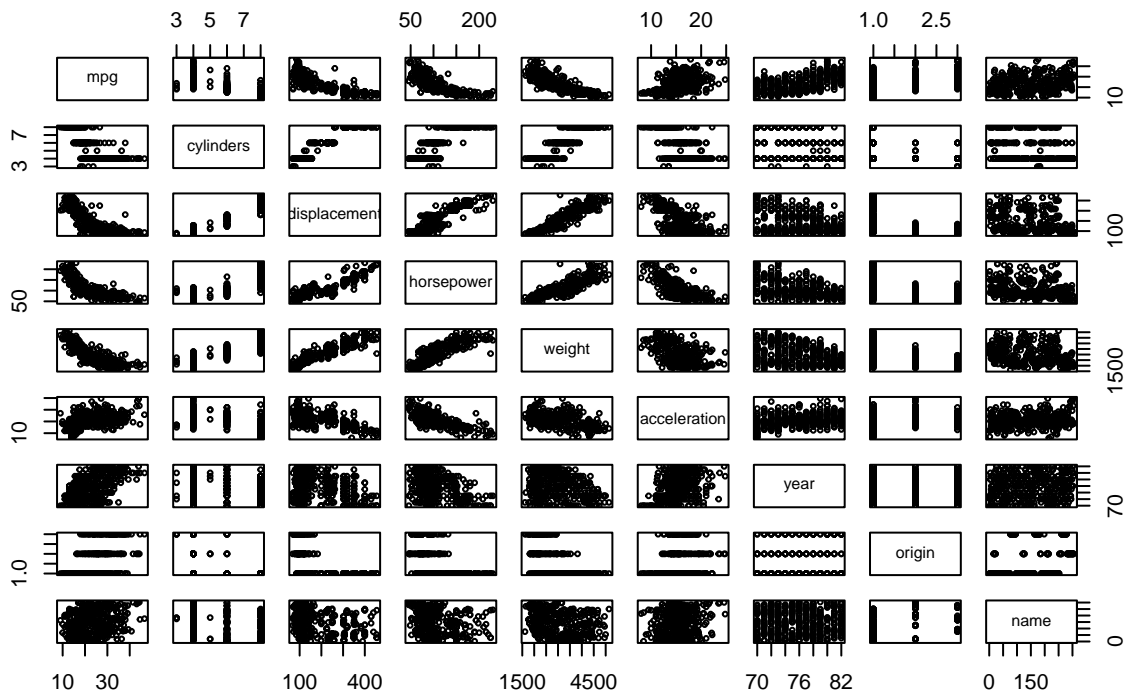 3 5 7 50 200 10 20 1.0 2.5
mpg 10
3 7 cylinders
displacement 100
50 horsepower
weight 1500
10 acceleration
year 70
1.0 origin
name 0
10 30 100 400 1500 4500 70 76 82 0 150